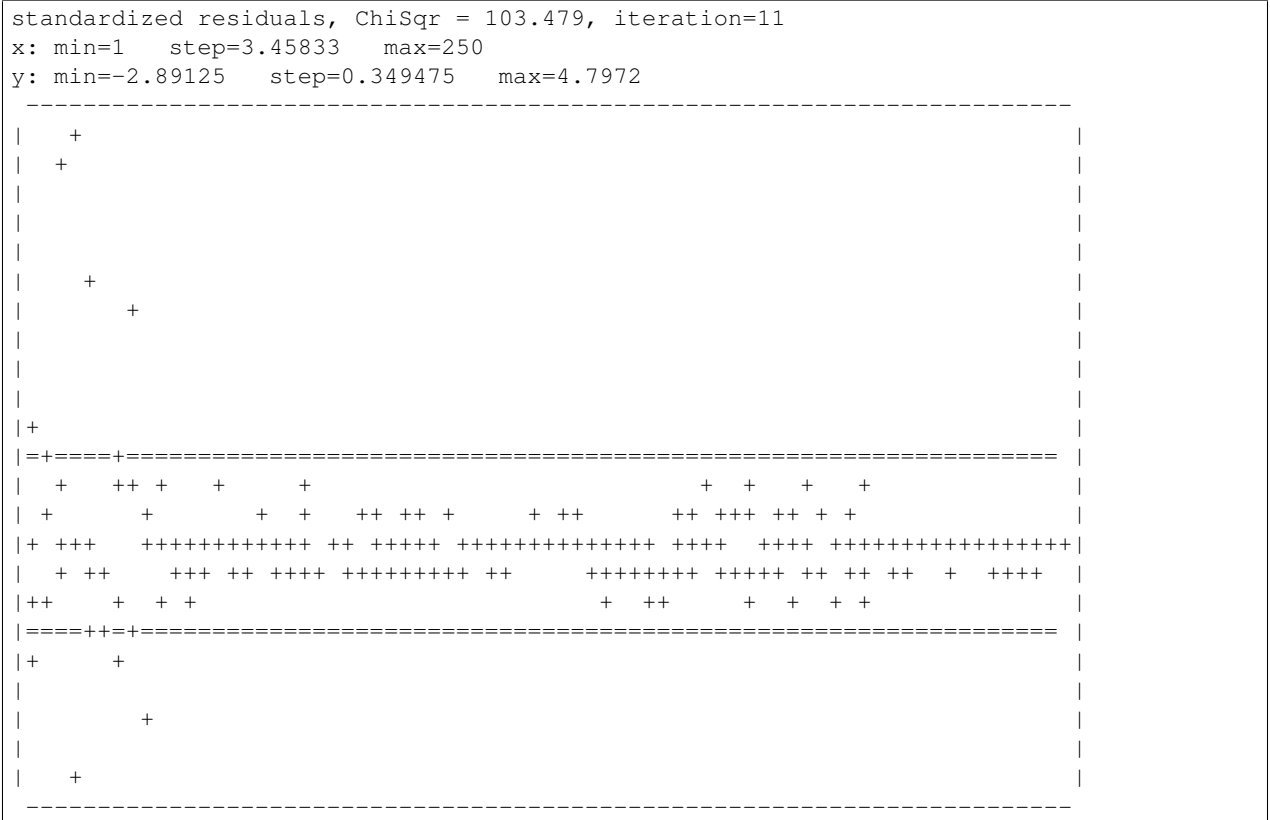 standardized residuals, ChiSqr = 103.479, iteration=11
x: min=1   step=3.45833   max=250
y: min=-2.89125   step=0.349475   max=4.7972
 -------------------------------------------------------------------------
|   +                                                                     |
|  +                                                                      |
|                                                                         |
|                                                                         |
|                                                                         |
|    +                                                                    |
|       +                                                                 |
|                                                                         |
|                                                                         |
|                                                                         |
|+                                                                        |
|=+====+================================================================= |
|  +   ++ +   +     +                           +  +   +   +              |
| +      +       +  +   ++ ++ +     + ++      ++ +++ ++ + +               |
|+ +++   ++++++++++++ ++ +++++ ++++++++++++++ ++++  ++++ +++++++++++++++++|
|  + ++    +++ ++ ++++ +++++++++ ++     ++++++++ +++++ ++ ++ ++  +  ++++  |
|++    +  + +                            +  ++     +  +  + +              |
|====++=+================================================================ |
|+     +                                                                  |
|                                                                         |
|        +                                                                |
|                                                                         |
|   +                                                                     |
 -------------------------------------------------------------------------